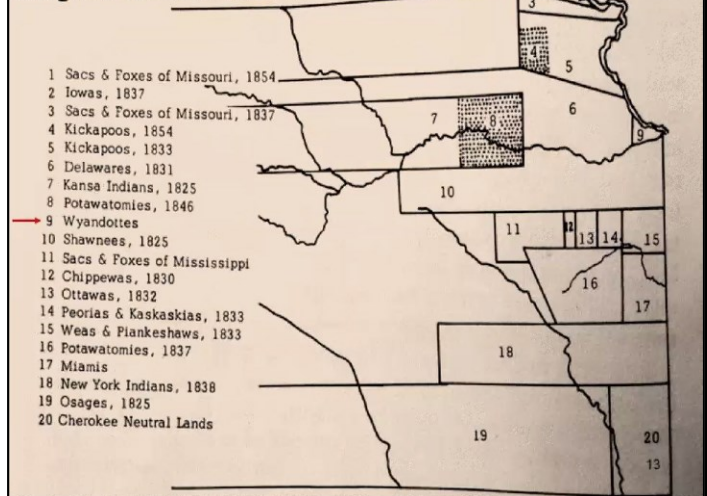 1 Sacs & Foxes of Missouri, 1854
2 Iowas, 1837
3 Sacs & Foxes of Missouri, 1837
4 Kickapoos, 1854
5 Kickapoos, 1833
6 Delawares, 1831
7 Kansa Indians, 1825
8 Potawatomies, 1846
9 Wyandottes
10 Shawnees, 1825
11 Sacs & Foxes of Mississippi
12 Chippewas, 1830
13 Ottawas, 1832
14 Peorias & Kaskaskias, 1833
15 Weas & Piankeshaws, 1833
16 Potawatomies, 1837
17 Miamis
18 New York Indians, 1838
19 Osages, 1825
20 Cherokee Neutral Lands
3
4
5
6
7
8
9
10
11
12
13
14
15
16
17
18
19
20
13